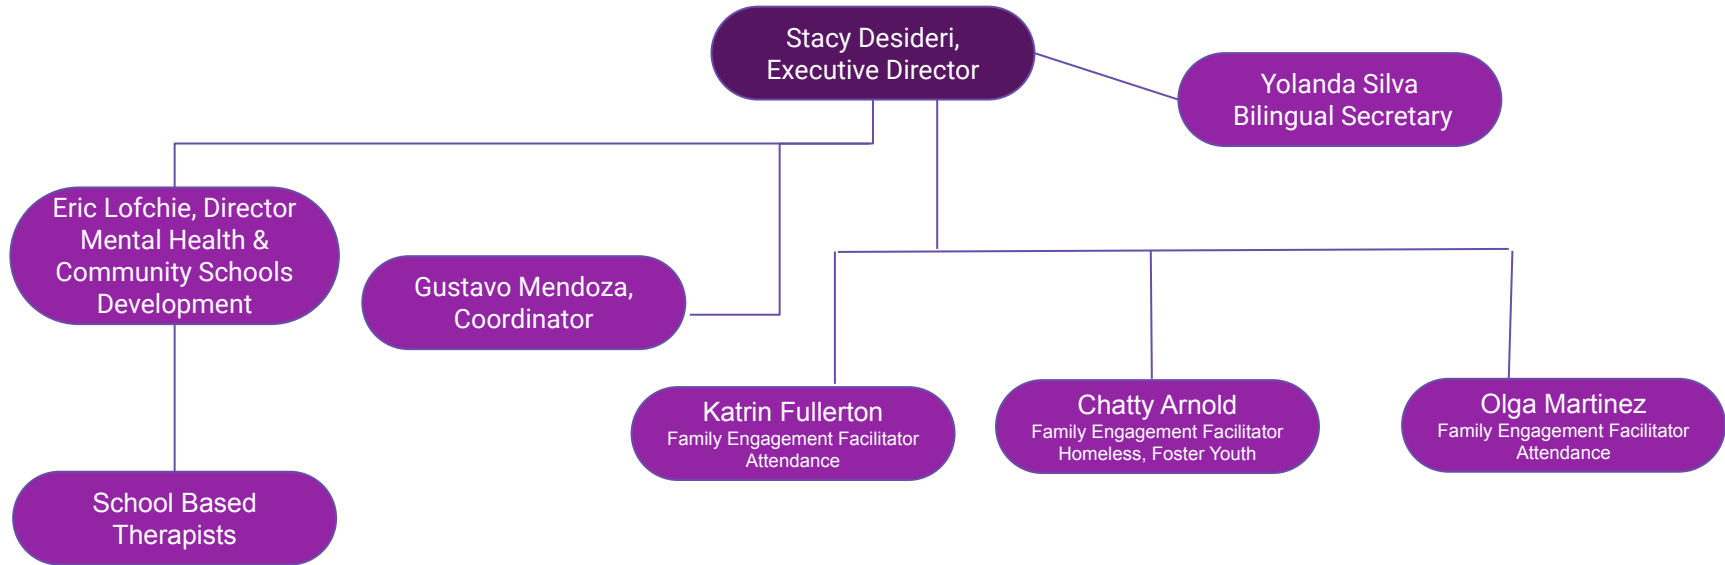 Stacy Desideri,
Executive Director
Yolanda Silva
Bilingual Secretary
Eric Lofchie, Director
Mental Health &
Community Schools
Development
Gustavo Mendoza,
Coordinator
Katrin Fullerton
Family Engagement Facilitator
Attendance
Chatty Arnold
Family Engagement Facilitator
Homeless, Foster Youth
Olga Martinez
Family Engagement Facilitator
Attendance
School Based
Therapists